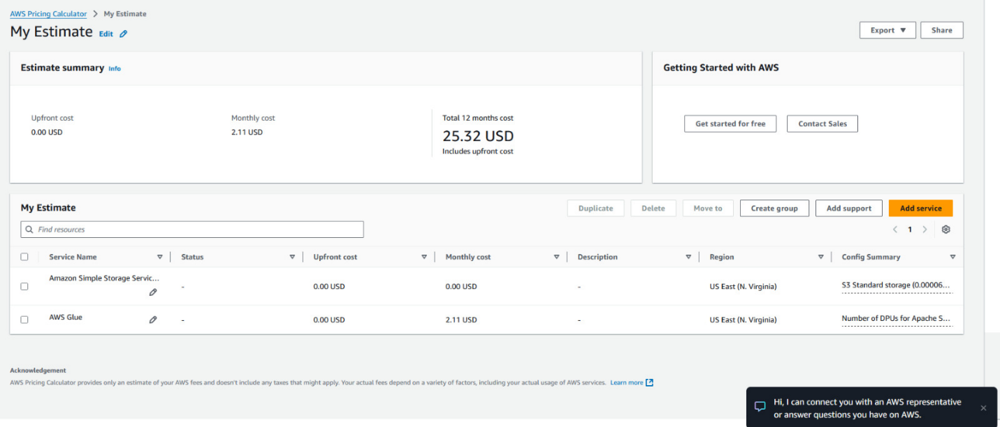 AWS Pricing Calculator > My Estimate
My Estimate Edit
Export ▼ Share
Estimate summary Info
Getting Started with AWS
Upfront cost
0.00 USD
Monthly cost
2.11 USD
Total 12 months cost
25.32 USD
Includes upfront cost
Get started for free Contact Sales
My Estimate
Duplicate Delete Move to Create group Add support Add service
Find resources
< 1 >
Service Name Status Upfront cost Monthly cost Description Region Config Summary
Amazon Simple Storage Servic... - 0.00 USD 0.00 USD - US East (N. Virginia) S3 Standard storage (0.00006...
AWS Glue - 0.00 USD 2.11 USD - US East (N. Virginia) Number of DPUs for Apache S...
Acknowledgement
AWS Pricing Calculator provides only an estimate of your AWS fees and doesn't include any taxes that might apply. Your actual fees depend on a variety of factors, including your actual usage of AWS services. Learn more
Hi, I can connect you with an AWS representative
or answer questions you have on AWS.